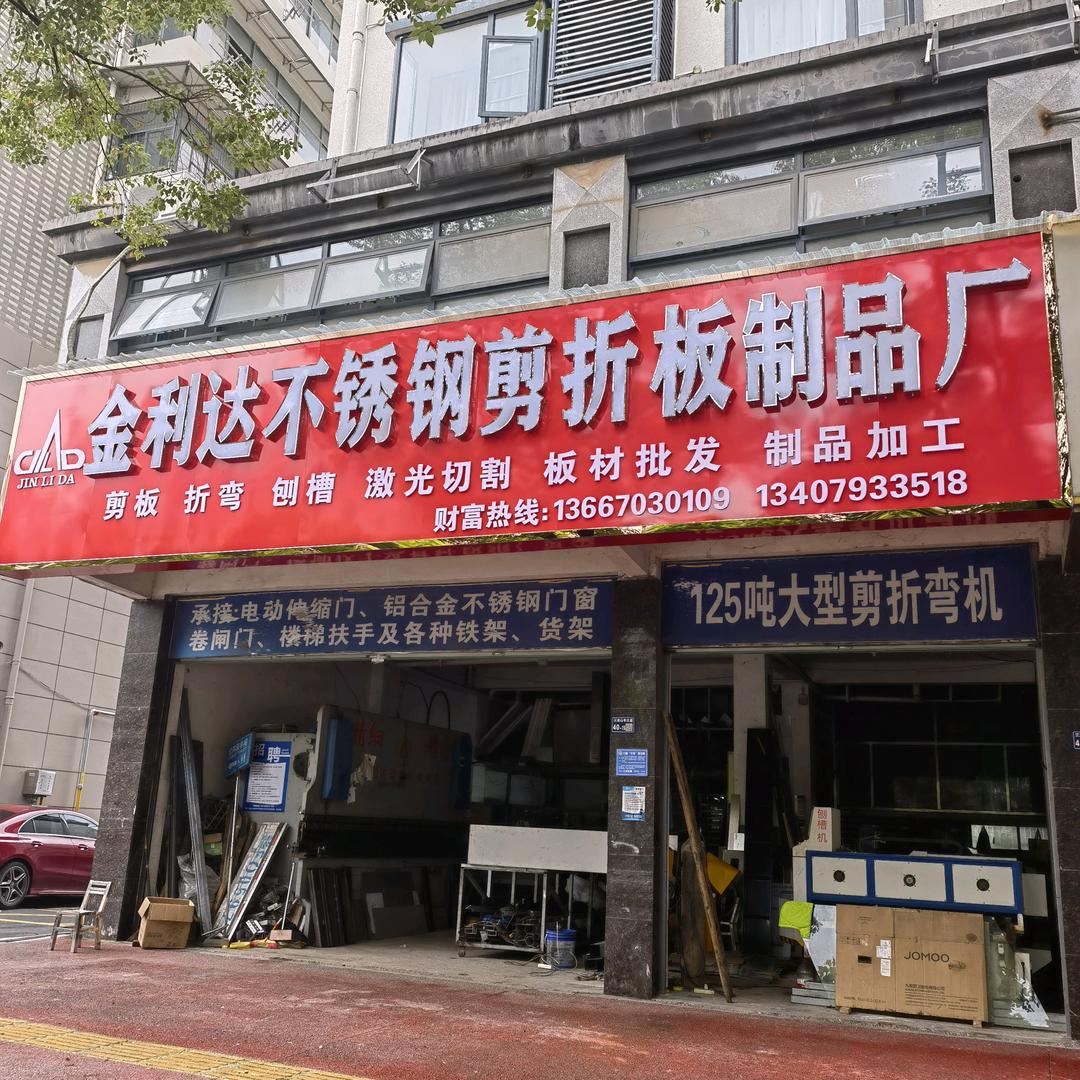 金利达不锈钢剪折板制品厂
JIN LI DA
剪板 折弯 刨槽 激光切割 板材批发 制品加工
财富热线:13667030109 13407933518
承接:电动伸缩门、铝合金不锈钢门窗
卷闸门、楼梯扶手及各种铁架、货架
125吨大型剪折弯机
招聘
刨槽机
JOMOO